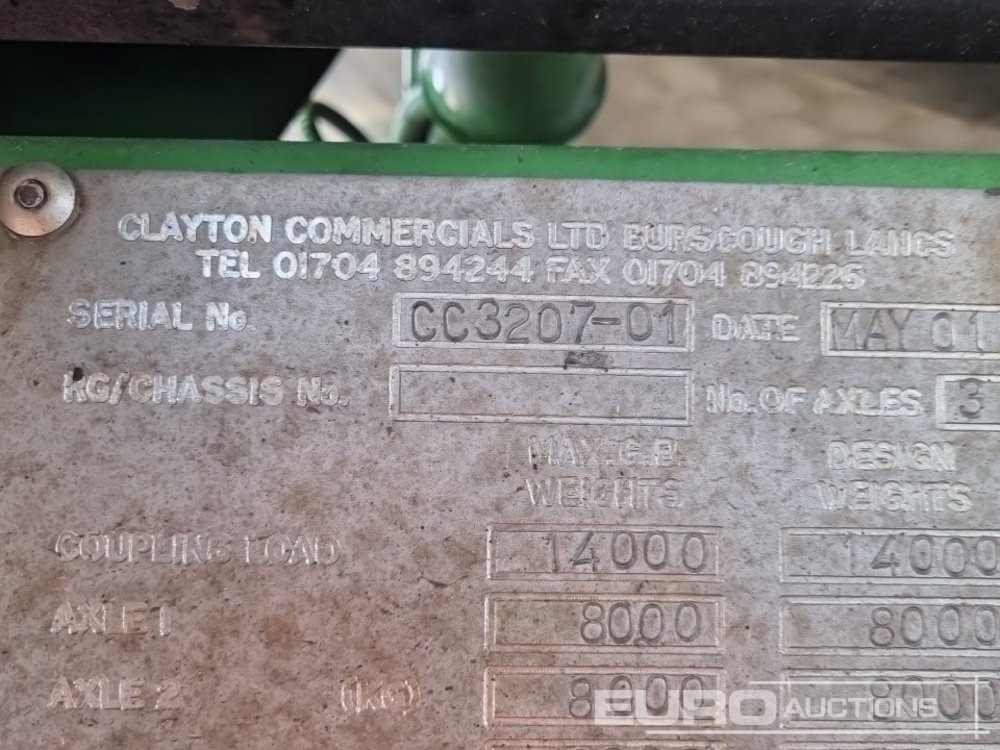 CLAYTON COMMERCIALS LTD BURSCOUGH LANCS
TEL 01704 894244 FAX 01704 894226
SERIAL No. CC3207-01 DATE MAY 01
KG/CHASSIS No. No. OF AXLES 3
MAX. G.B. DESIGN
WEIGHTS WEIGHTS
COUPLING LOAD 14000 14000
AXLE 1 8000 8000
AXLE 2 (KG) 8000 8000
EURO AUCTIONS